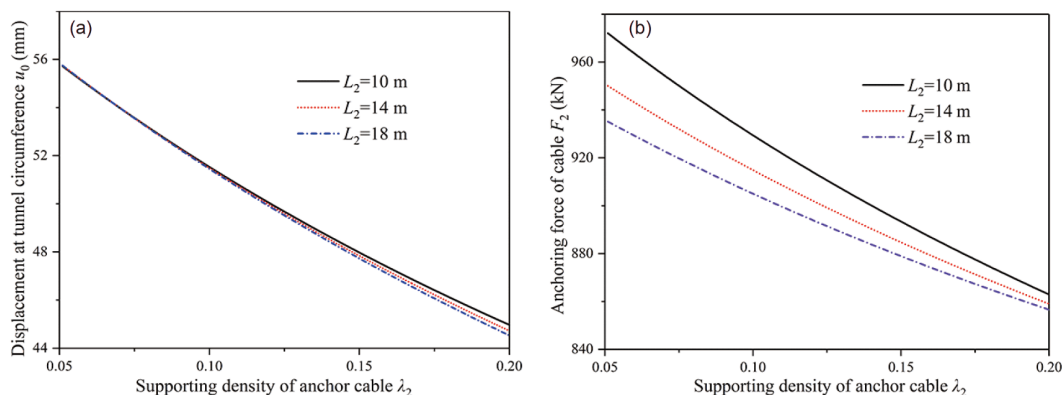 (a)
Displacement at tunnel circumference u₀ (mm)
56
52
48
44
L₂=10 m
L₂=14 m
L₂=18 m
0.05
0.10
0.15
0.20
Supporting density of anchor cable λ₂
(b)
Anchoring force of cable F₂ (kN)
960
920
880
840
L₂=10 m
L₂=14 m
L₂=18 m
0.05
0.10
0.15
0.20
Supporting density of anchor cable λ₂